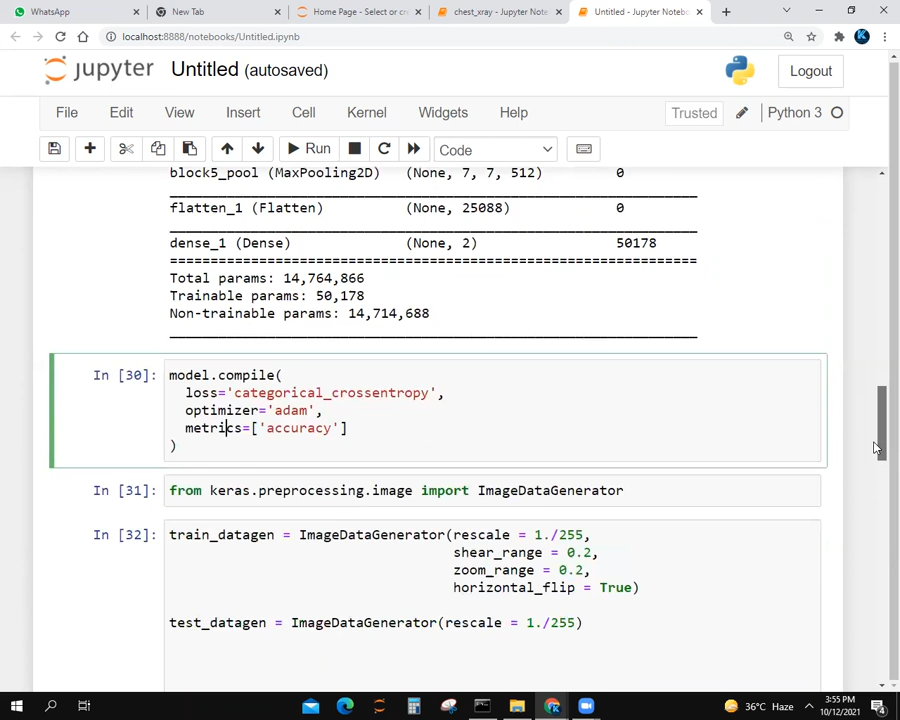 WhatsApp
New Tab
Home Page - Select or cre
chest_xray - Jupyter Notebo
Untitled - Jupyter Notebook
localhost:8888/notebooks/Untitled.ipynb
K
jupyter
Untitled (autosaved)
Logout
File Edit View Insert Cell Kernel Widgets Help
Trusted
Python 3
Run
Code
block5_pool (MaxPooling2D) (None, 7, 7, 512) 0
flatten_1 (Flatten) (None, 25088) 0
dense_1 (Dense) (None, 2) 50178
Total params: 14,764,866
Trainable params: 50,178
Non-trainable params: 14,714,688
In [30]: model.compile(
loss='categorical_crossentropy',
optimizer='adam',
metrics=['accuracy']
)
In [31]: from keras.preprocessing.image import ImageDataGenerator
In [32]: train_datagen = ImageDataGenerator(rescale = 1./255,
shear_range = 0.2,
zoom_range = 0.2,
horizontal_flip = True)
test_datagen = ImageDataGenerator(rescale = 1./255)
36°C Haze
3:55 PM
10/12/2021
4